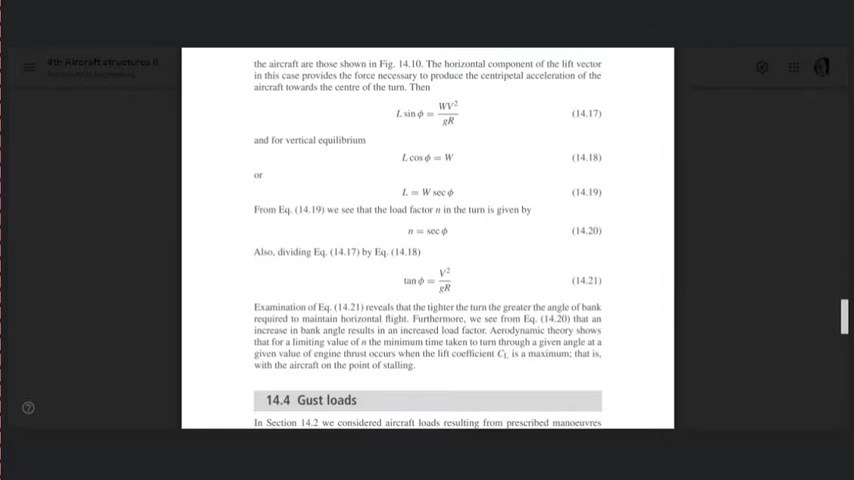 4th Aircraft structures II
the aircraft are those shown in Fig. 14.10. The horizontal component of the lift vector
in this case provides the force necessary to produce the centripetal acceleration of the
aircraft towards the centre of the turn. Then
L sin ϕ = WV²/gR (14.17)
and for vertical equilibrium
L cos ϕ = W (14.18)
or
L = W sec ϕ (14.19)
From Eq. (14.19) we see that the load factor n in the turn is given by
n = sec ϕ (14.20)
Also, dividing Eq. (14.17) by Eq. (14.18)
tan ϕ = V²/gR (14.21)
Examination of Eq. (14.21) reveals that the tighter the turn the greater the angle of bank
required to maintain horizontal flight. Furthermore, we see from Eq. (14.20) that an
increase in bank angle results in an increased load factor. Aerodynamic theory shows
that for a limiting value of n the minimum time taken to turn through a given angle at a
given value of engine thrust occurs when the lift coefficient C_L is a maximum; that is,
with the aircraft on the point of stalling.
14.4 Gust loads
In Section 14.2 we considered aircraft loads resulting from prescribed manoeuvres